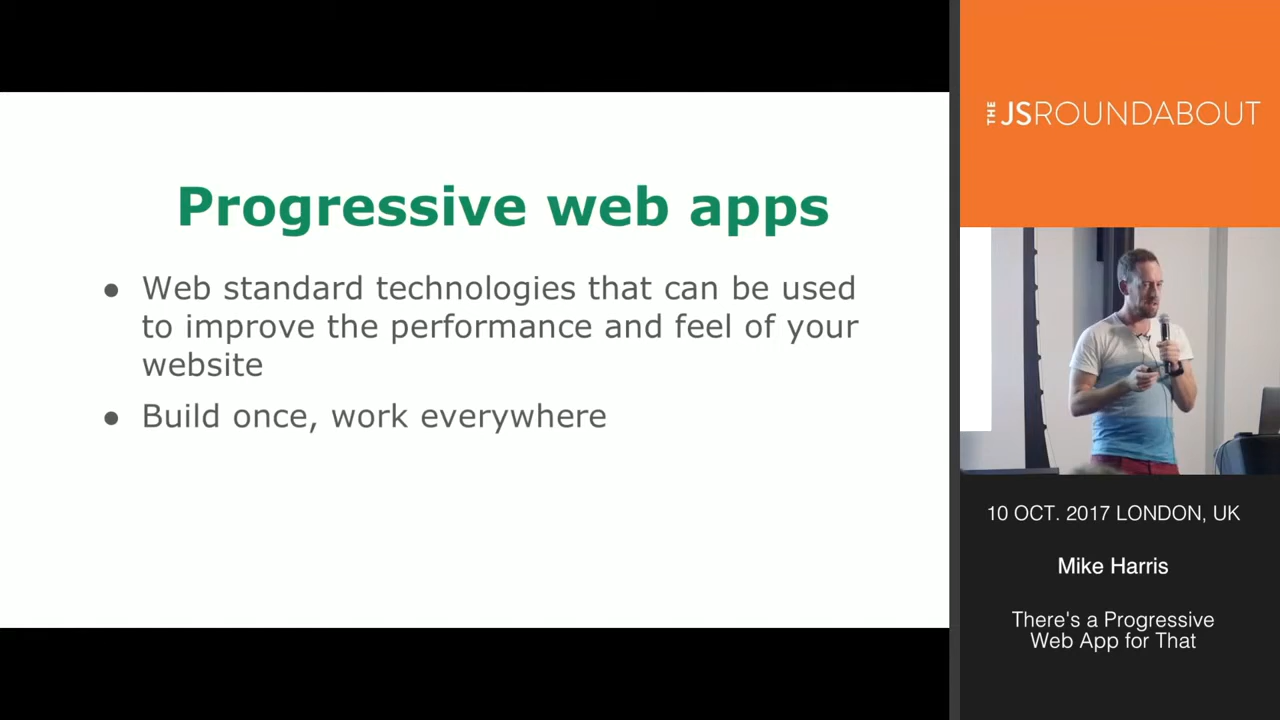 Progressive web apps
● Web standard technologies that can be used
to improve the performance and feel of your
website
● Build once, work everywhere
THE JSROUNDABOUT
10 OCT. 2017 LONDON, UK
Mike Harris
There's a Progressive
Web App for That